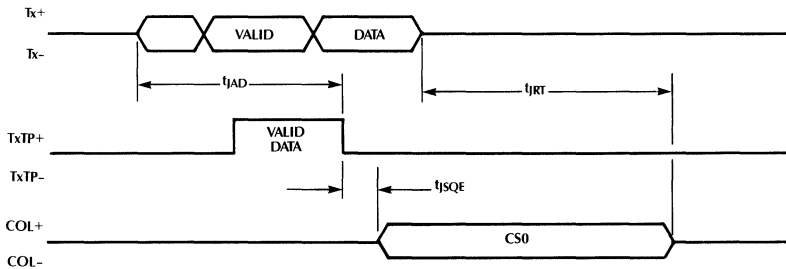 Tx+
VALID
DATA
Tx–
tJAD
tJRT
TxTP+
VALID
DATA
TxTP–
tJSQE
COL+
CS0
COL–